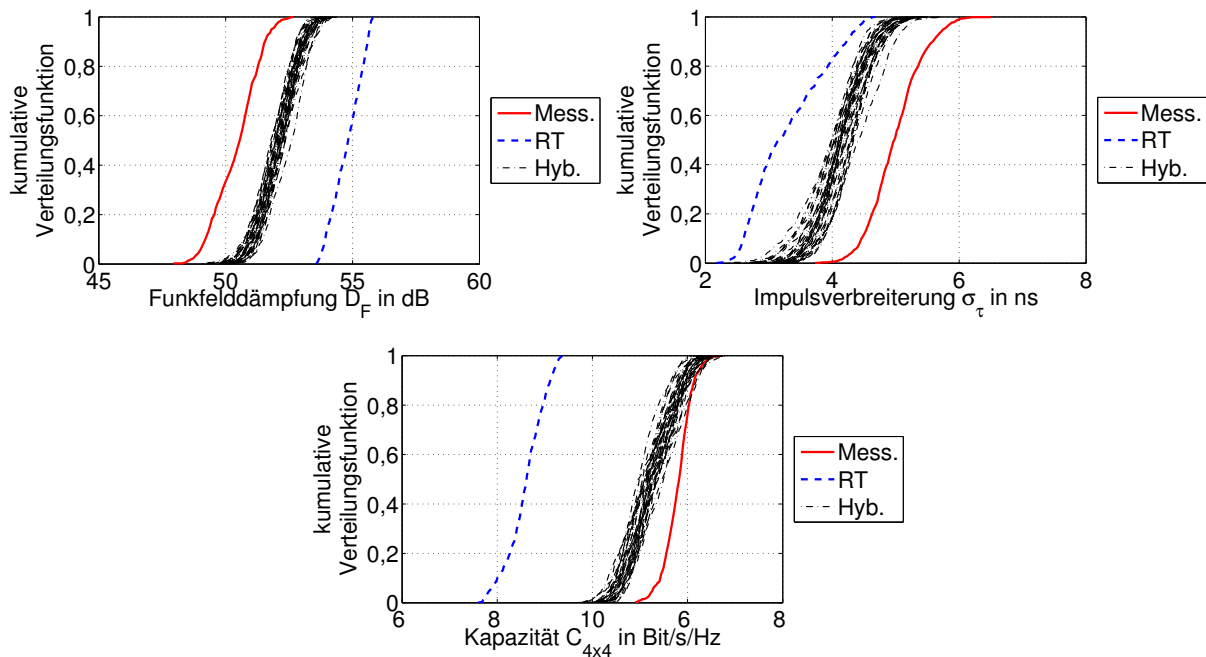 kumulative
Verteilungsfunktion
1
0,8
0,6
0,4
0,2
0
45 50 55 60
Funkfelddämpfung D_F in dB
Mess.
RT
Hyb.
kumulative
Verteilungsfunktion
1
0,8
0,6
0,4
0,2
0
2 4 6 8
Impulsverbreiterung σ_τ in ns
Mess.
RT
Hyb.
kumulative
Verteilungsfunktion
1
0,8
0,6
0,4
0,2
0
6 8 10 6 8
Kapazität C_4x4 in Bit/s/Hz
Mess.
RT
Hyb.